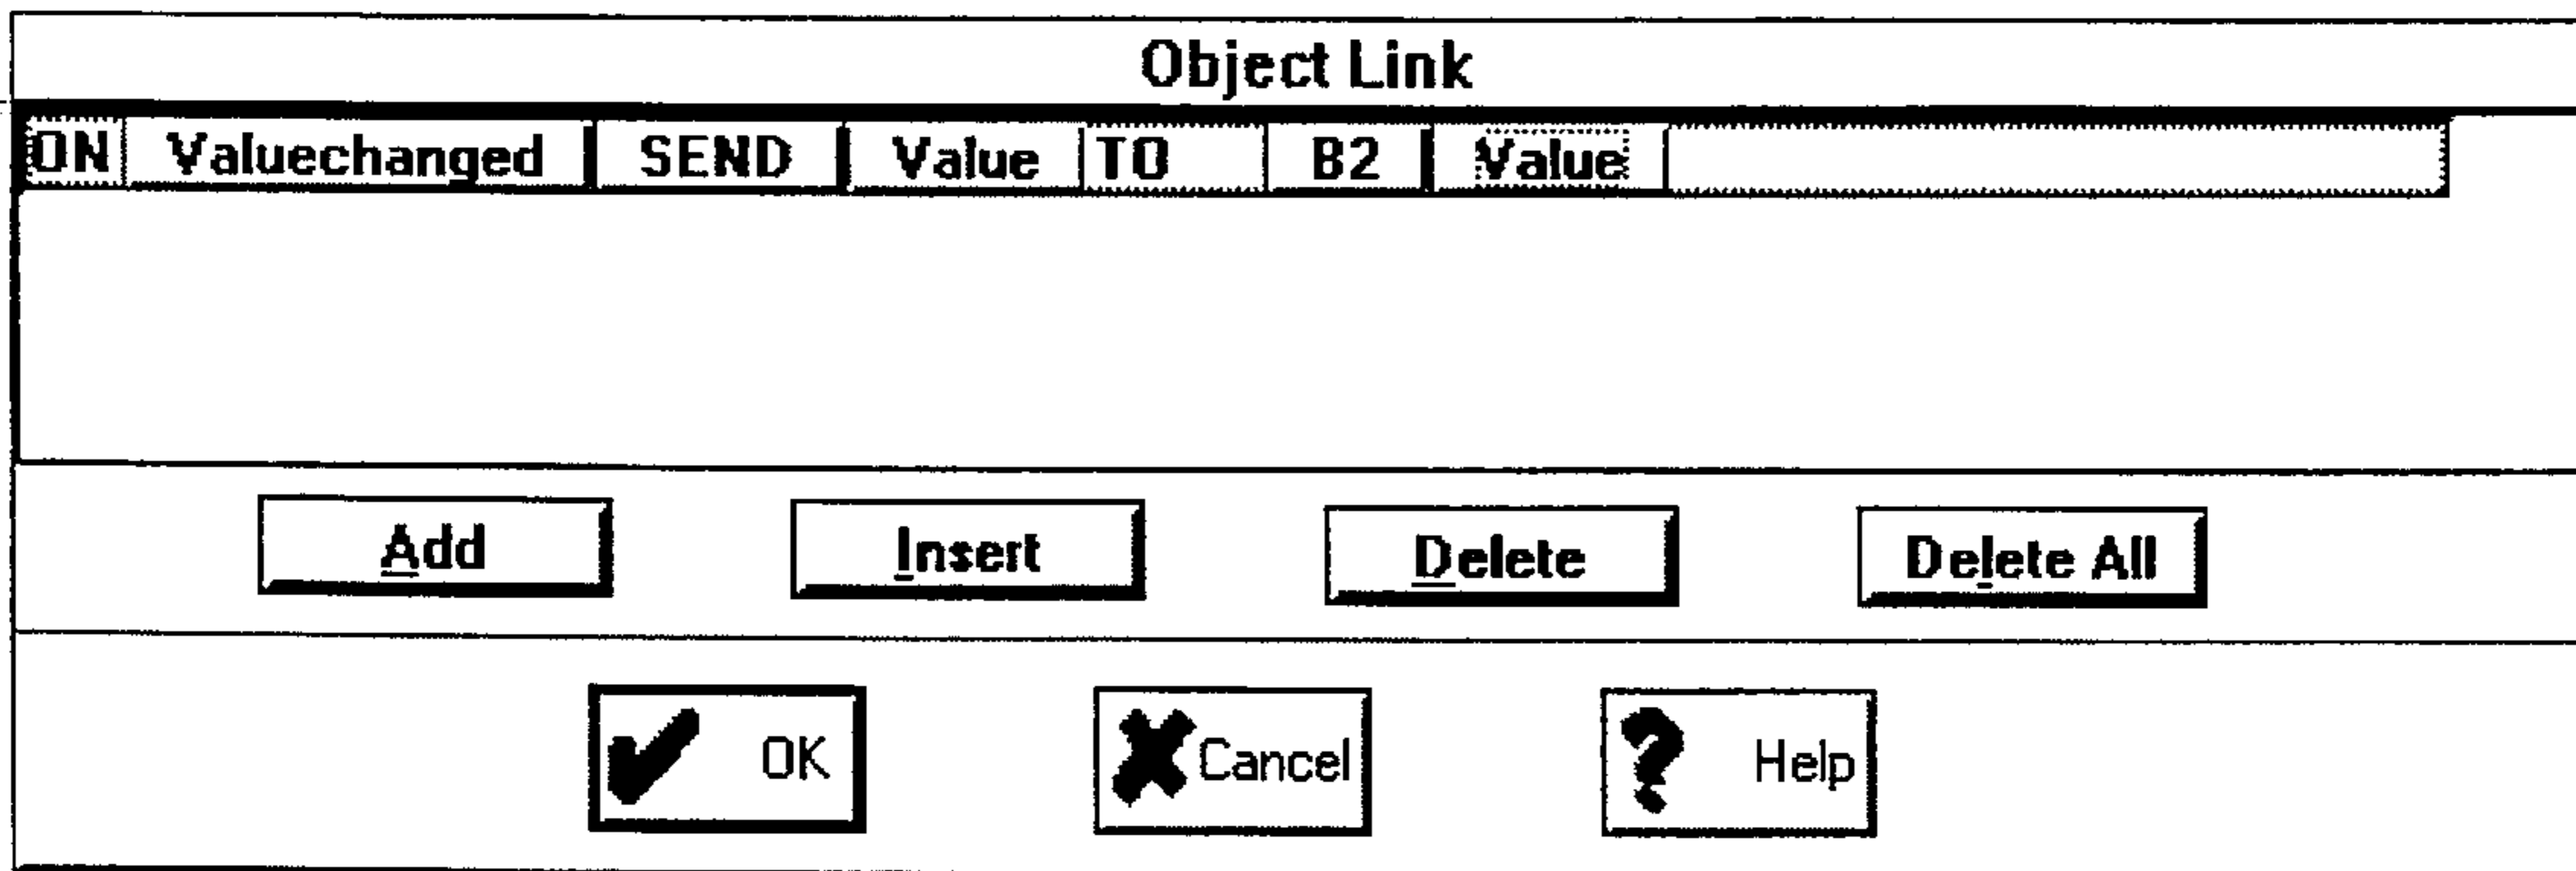 Object Link
ON Valuechanged SEND Value TO B2 Value
Add Insert Delete Delete All
OK Cancel Help